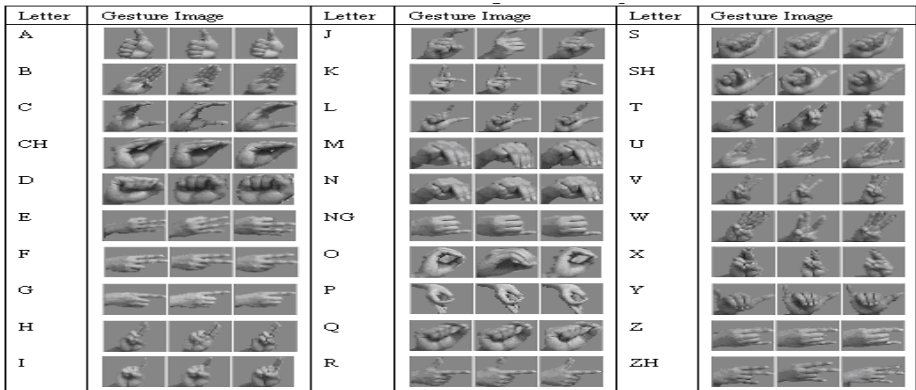 Letter Gesture Image Letter Gesture Image Letter Gesture Image
A J S
B K SH
C L T
CH M U
D N V
E NG W
F O X
G P Y
H Q Z
I R ZH